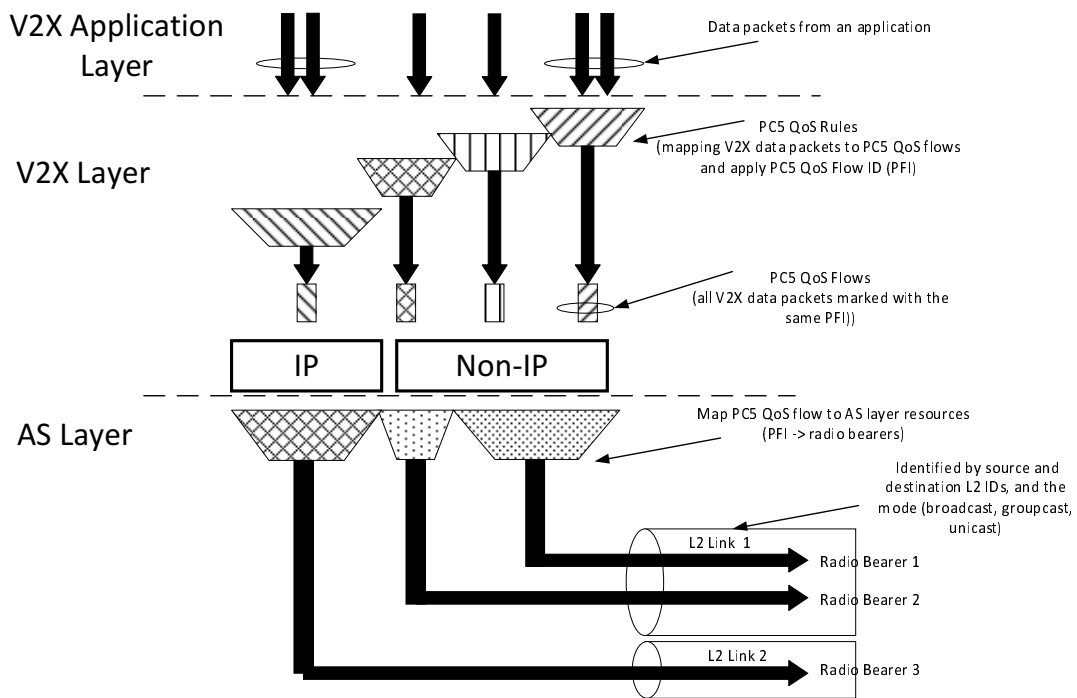 V2X Application
Layer
Data packets from an application
PC5 QoS Rules
(mapping V2X data packets to PC5 QoS flows
and apply PC5 QoS Flow ID (PFI)
V2X Layer
PC5 QoS Flows
(all V2X data packets marked with the
same PFI))
IP
Non-IP
AS Layer
Map PC5 QoS flow to AS layer resources
(PFI -> radio bearers)
Identified by source and
destination L2 IDs, and the
mode (broadcast, groupcast,
unicast)
L2 Link 1
Radio Bearer 1
Radio Bearer 2
L2 Link 2
Radio Bearer 3